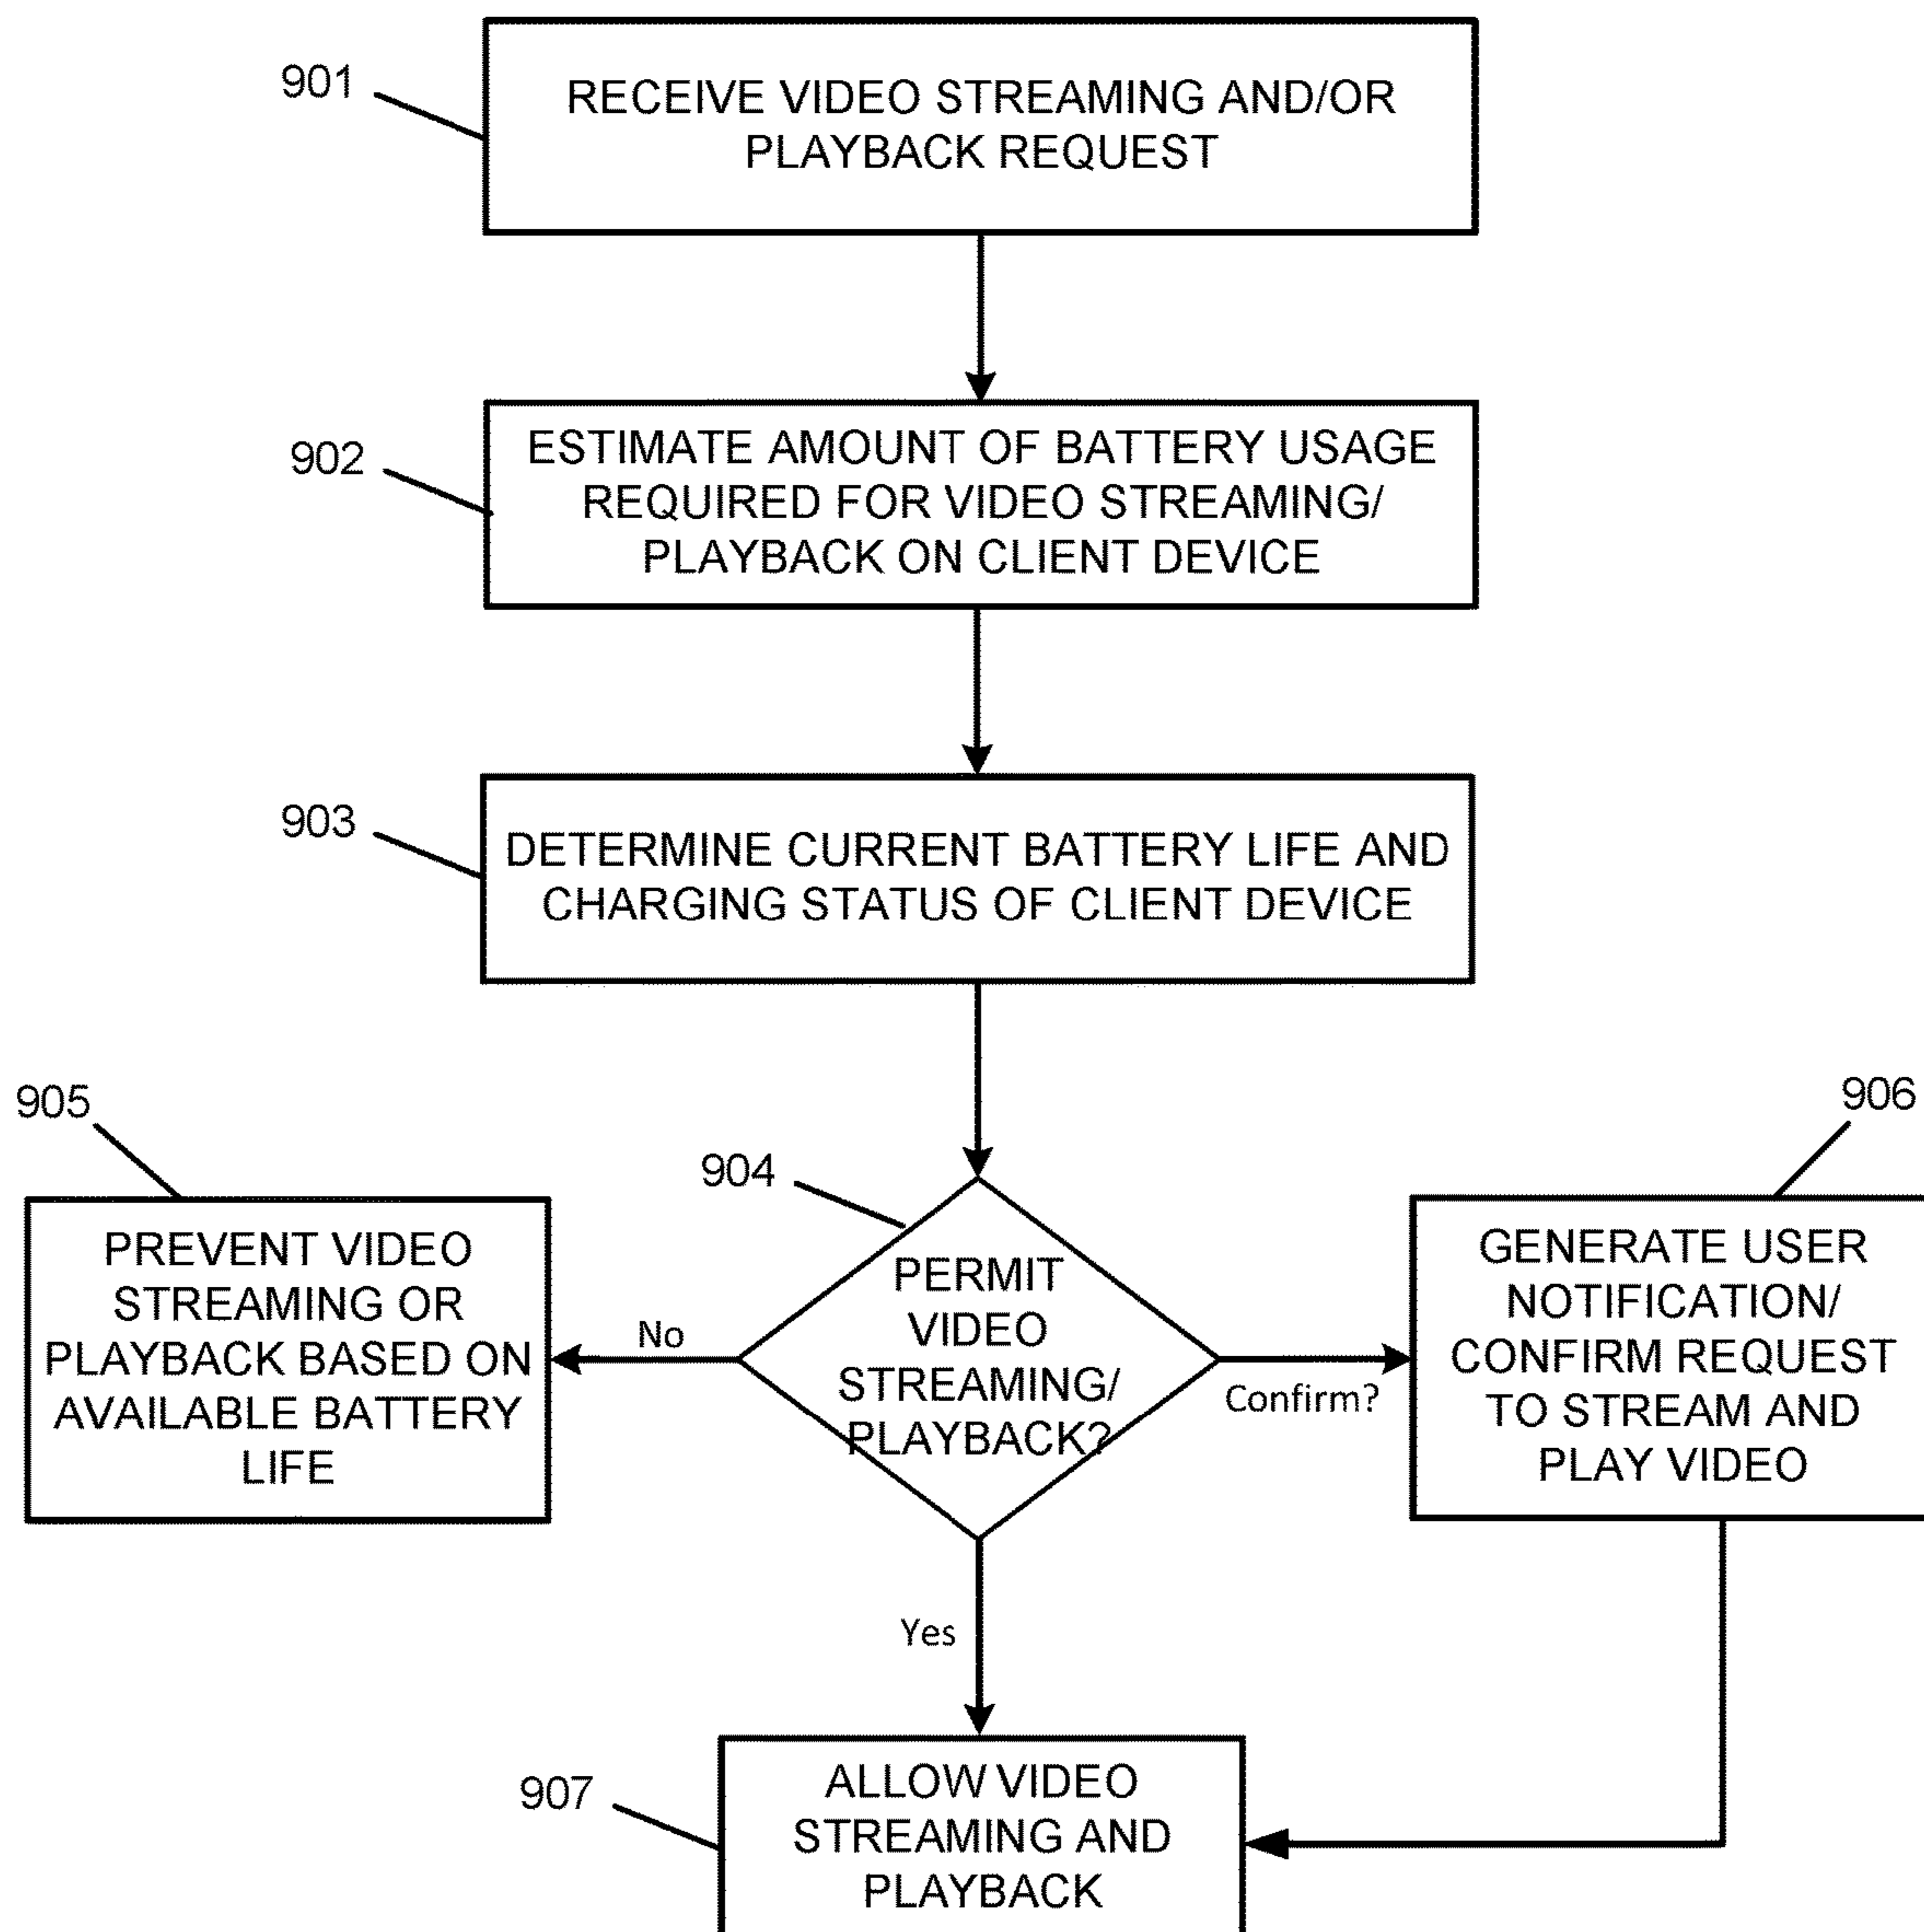 901
RECEIVE VIDEO STREAMING AND/OR
PLAYBACK REQUEST
902
ESTIMATE AMOUNT OF BATTERY USAGE
REQUIRED FOR VIDEO STREAMING/
PLAYBACK ON CLIENT DEVICE
903
DETERMINE CURRENT BATTERY LIFE AND
CHARGING STATUS OF CLIENT DEVICE
905
PREVENT VIDEO
STREAMING OR
PLAYBACK BASED ON
AVAILABLE BATTERY
LIFE
No
904
PERMIT
VIDEO
STREAMING/
PLAYBACK?
Confirm?
906
GENERATE USER
NOTIFICATION/
CONFIRM REQUEST
TO STREAM AND
PLAY VIDEO
Yes
907
ALLOW VIDEO
STREAMING AND
PLAYBACK